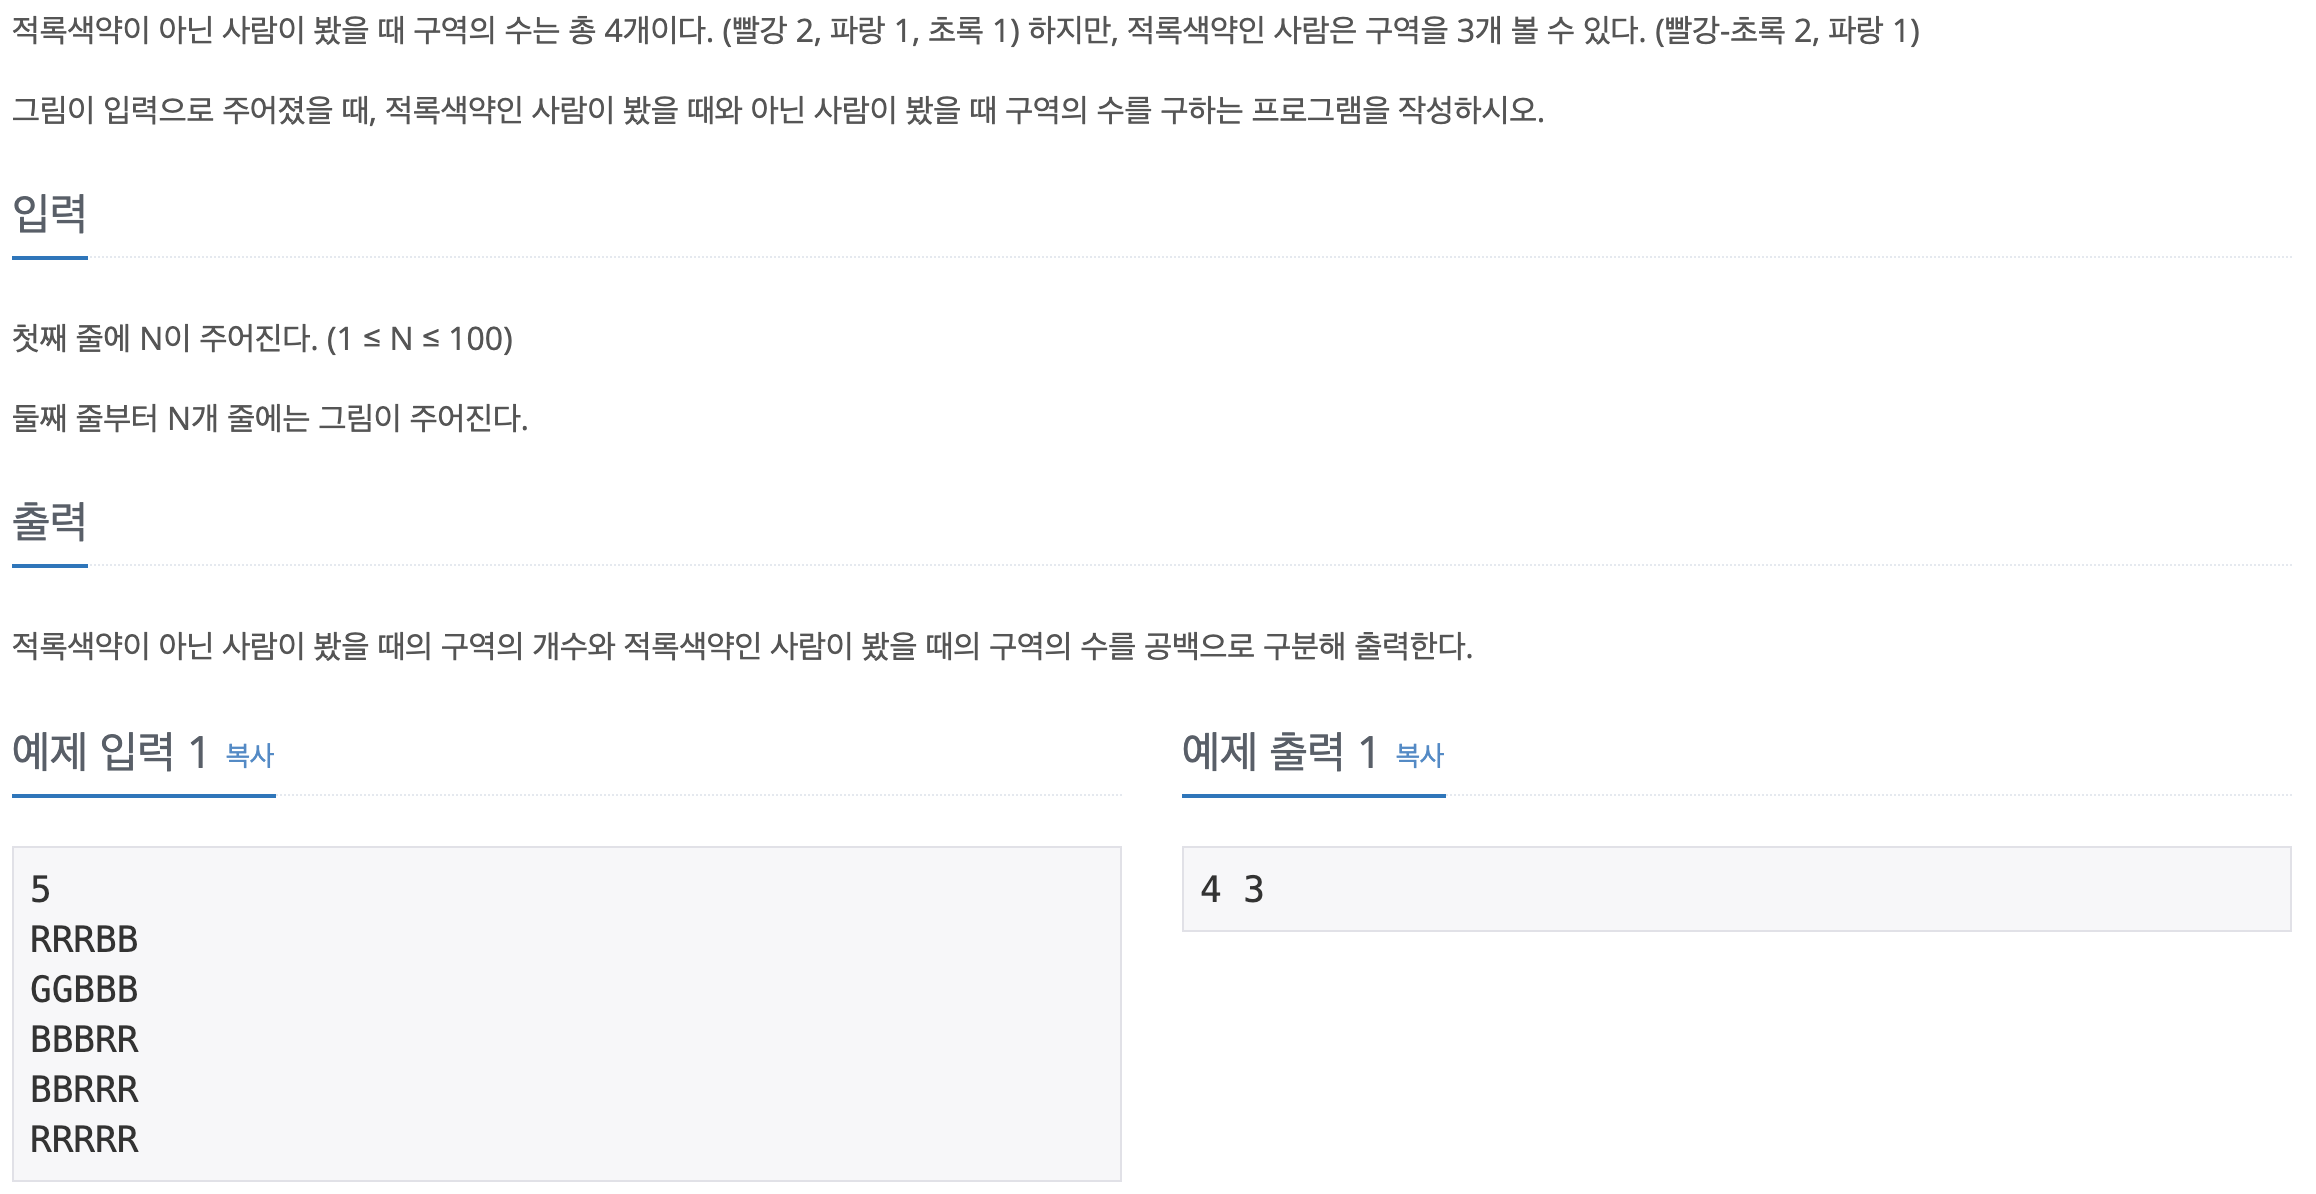 적록색약이 아닌 사람이 봤을 때 구역의 수는 총 4개이다. (빨강 2, 파랑 1, 초록 1) 하지만, 적록색약인 사람은 구역을 3개 볼 수 있다. (빨강-초록 2, 파랑 1)
그림이 입력으로 주어졌을 때, 적록색약인 사람이 봤을 때와 아닌 사람이 봤을 때 구역의 수를 구하는 프로그램을 작성하시오.
입력
첫째 줄에 N이 주어진다. (1 ≤ N ≤ 100)
둘째 줄부터 N개 줄에는 그림이 주어진다.
출력
적록색약이 아닌 사람이 봤을 때의 구역의 개수와 적록색약인 사람이 봤을 때의 구역의 수를 공백으로 구분해 출력한다.
예제 입력 1 복사
5
RRRBB
GGBBB
BBBRR
BBRRR
RRRRR
예제 출력 1 복사
4 3